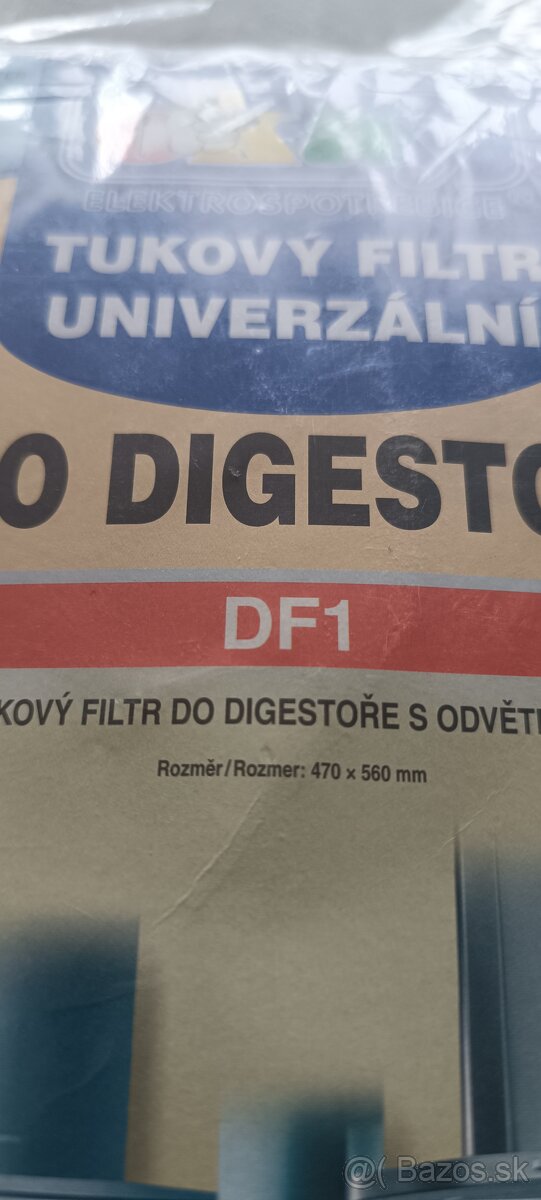 ELEKTROSPOTŘEBIČE
TUKOVÝ FILTR
UNIVERZÁLNÍ
O DIGESTO
DF1
KOVÝ FILTR DO DIGESTOŘE S ODVĚT
Rozměr/Rozmer: 470 × 560 mm
@ Bazos.sk